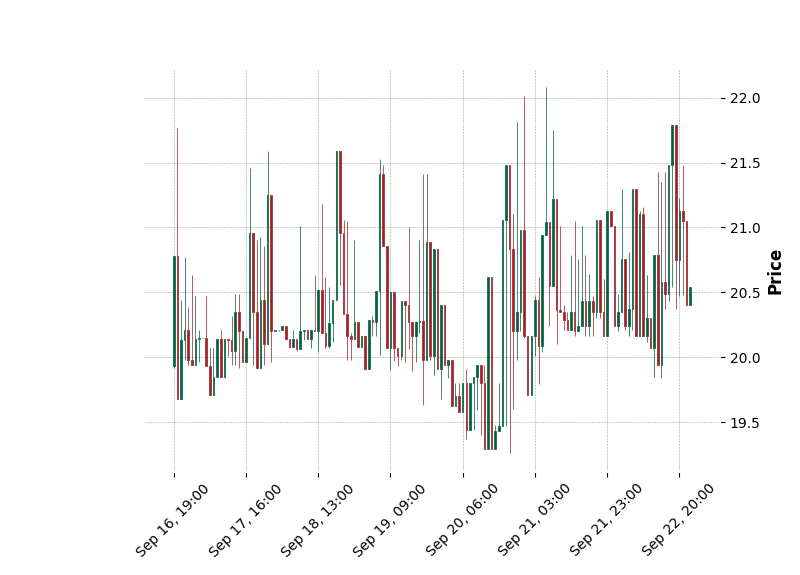 22.0
21.5
21.0
20.5
20.0
19.5
Price
Sep 16, 19:00
Sep 17, 16:00
Sep 18, 13:00
Sep 19, 09:00
Sep 20, 06:00
Sep 21, 03:00
Sep 21, 23:00
Sep 22, 20:00